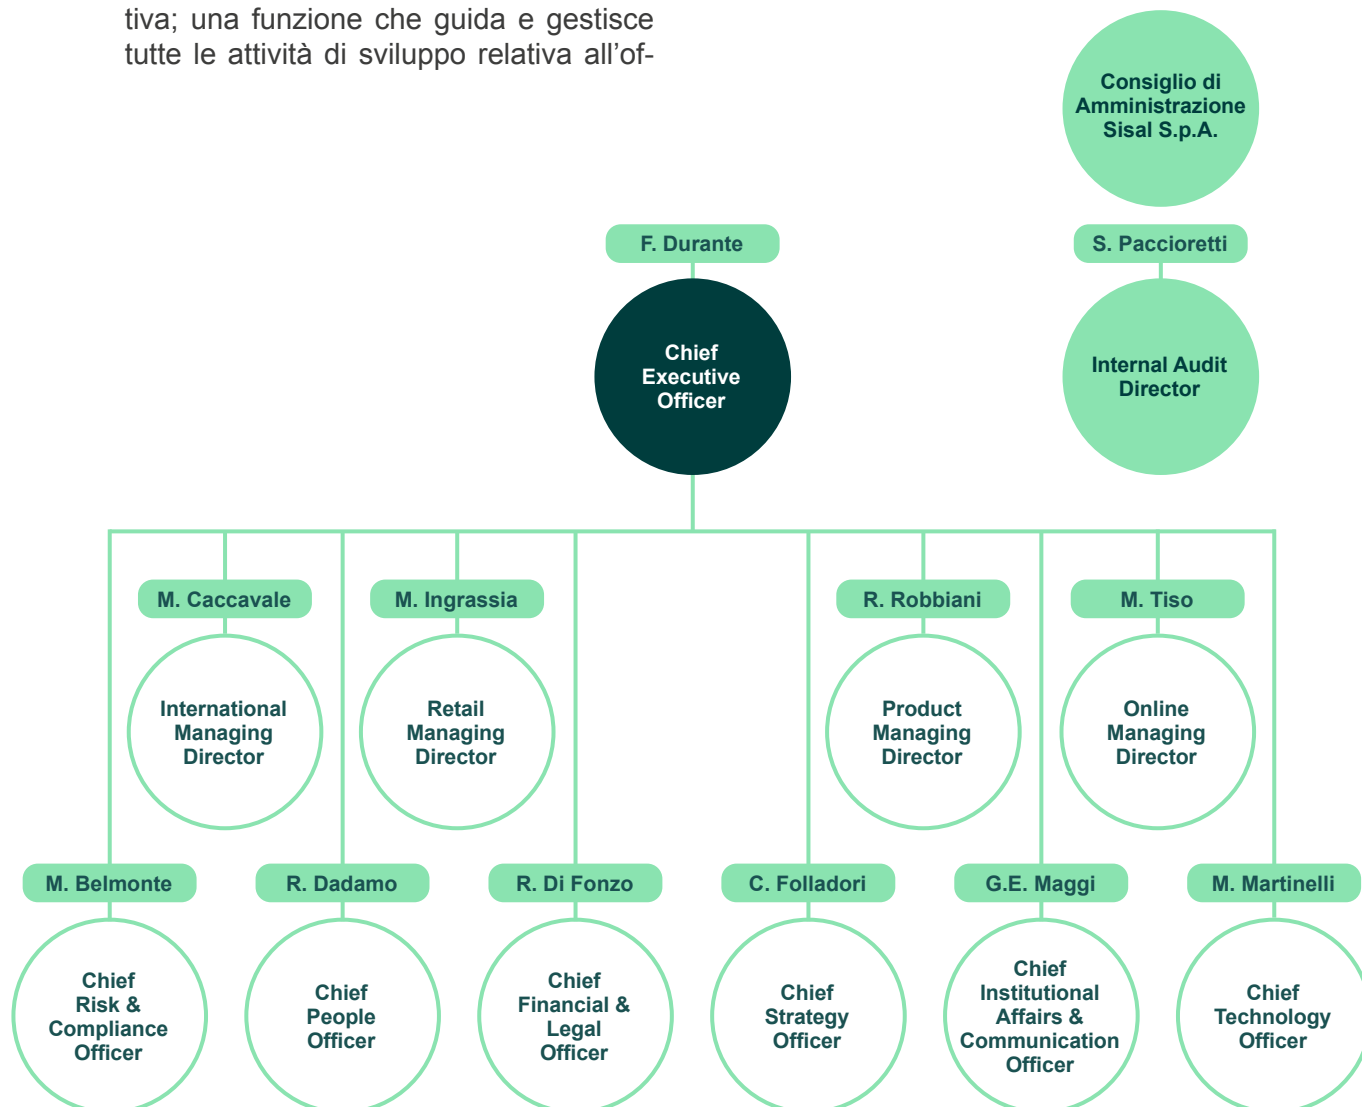 tiva; una funzione che guida e gestisce
tutte le attività di sviluppo relativa all’of-
Consiglio di
Amministrazione
Sisal S.p.A.
F. Durante
S. Paccioretti
Chief
Executive
Officer
Internal Audit
Director
M. Caccavale
M. Ingrassia
R. Robbiani
M. Tiso
International
Managing
Director
Retail
Managing
Director
Product
Managing
Director
Online
Managing
Director
M. Belmonte
R. Dadamo
R. Di Fonzo
C. Folladori
G.E. Maggi
M. Martinelli
Chief
Risk &
Compliance
Officer
Chief
People
Officer
Chief
Financial &
Legal
Officer
Chief
Strategy
Officer
Chief
Institutional
Affairs &
Communication
Officer
Chief
Technology
Officer